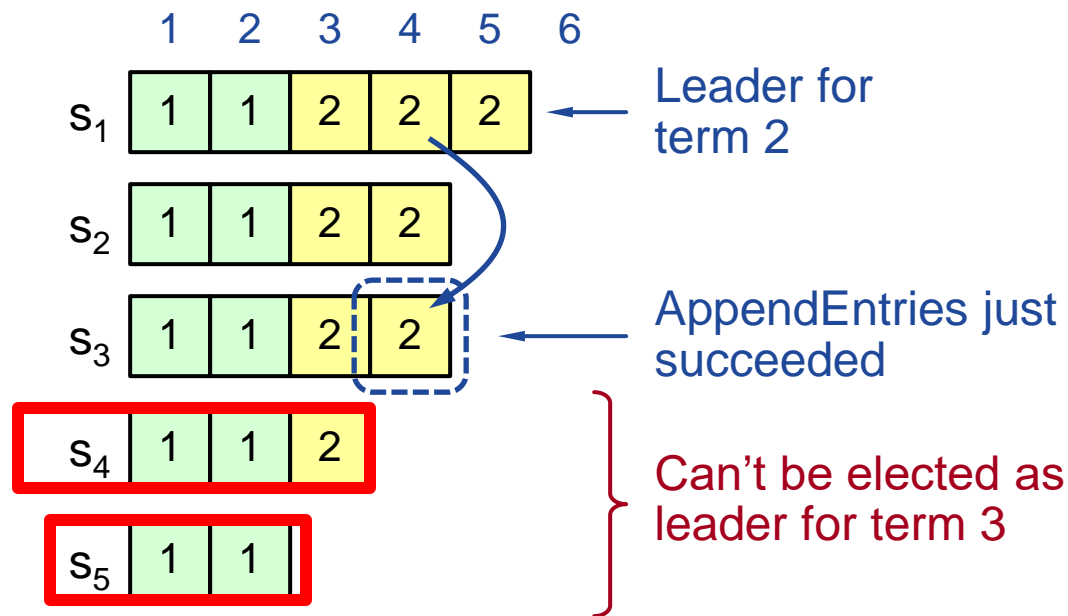 1 2 3 4 5 6
s₁ 1 1 2 2 2
Leader for
term 2
s₂ 1 1 2 2
s₃ 1 1 2 2
AppendEntries just
succeeded
s₄ 1 1 2
s₅ 1 1
Can’t be elected as
leader for term 3